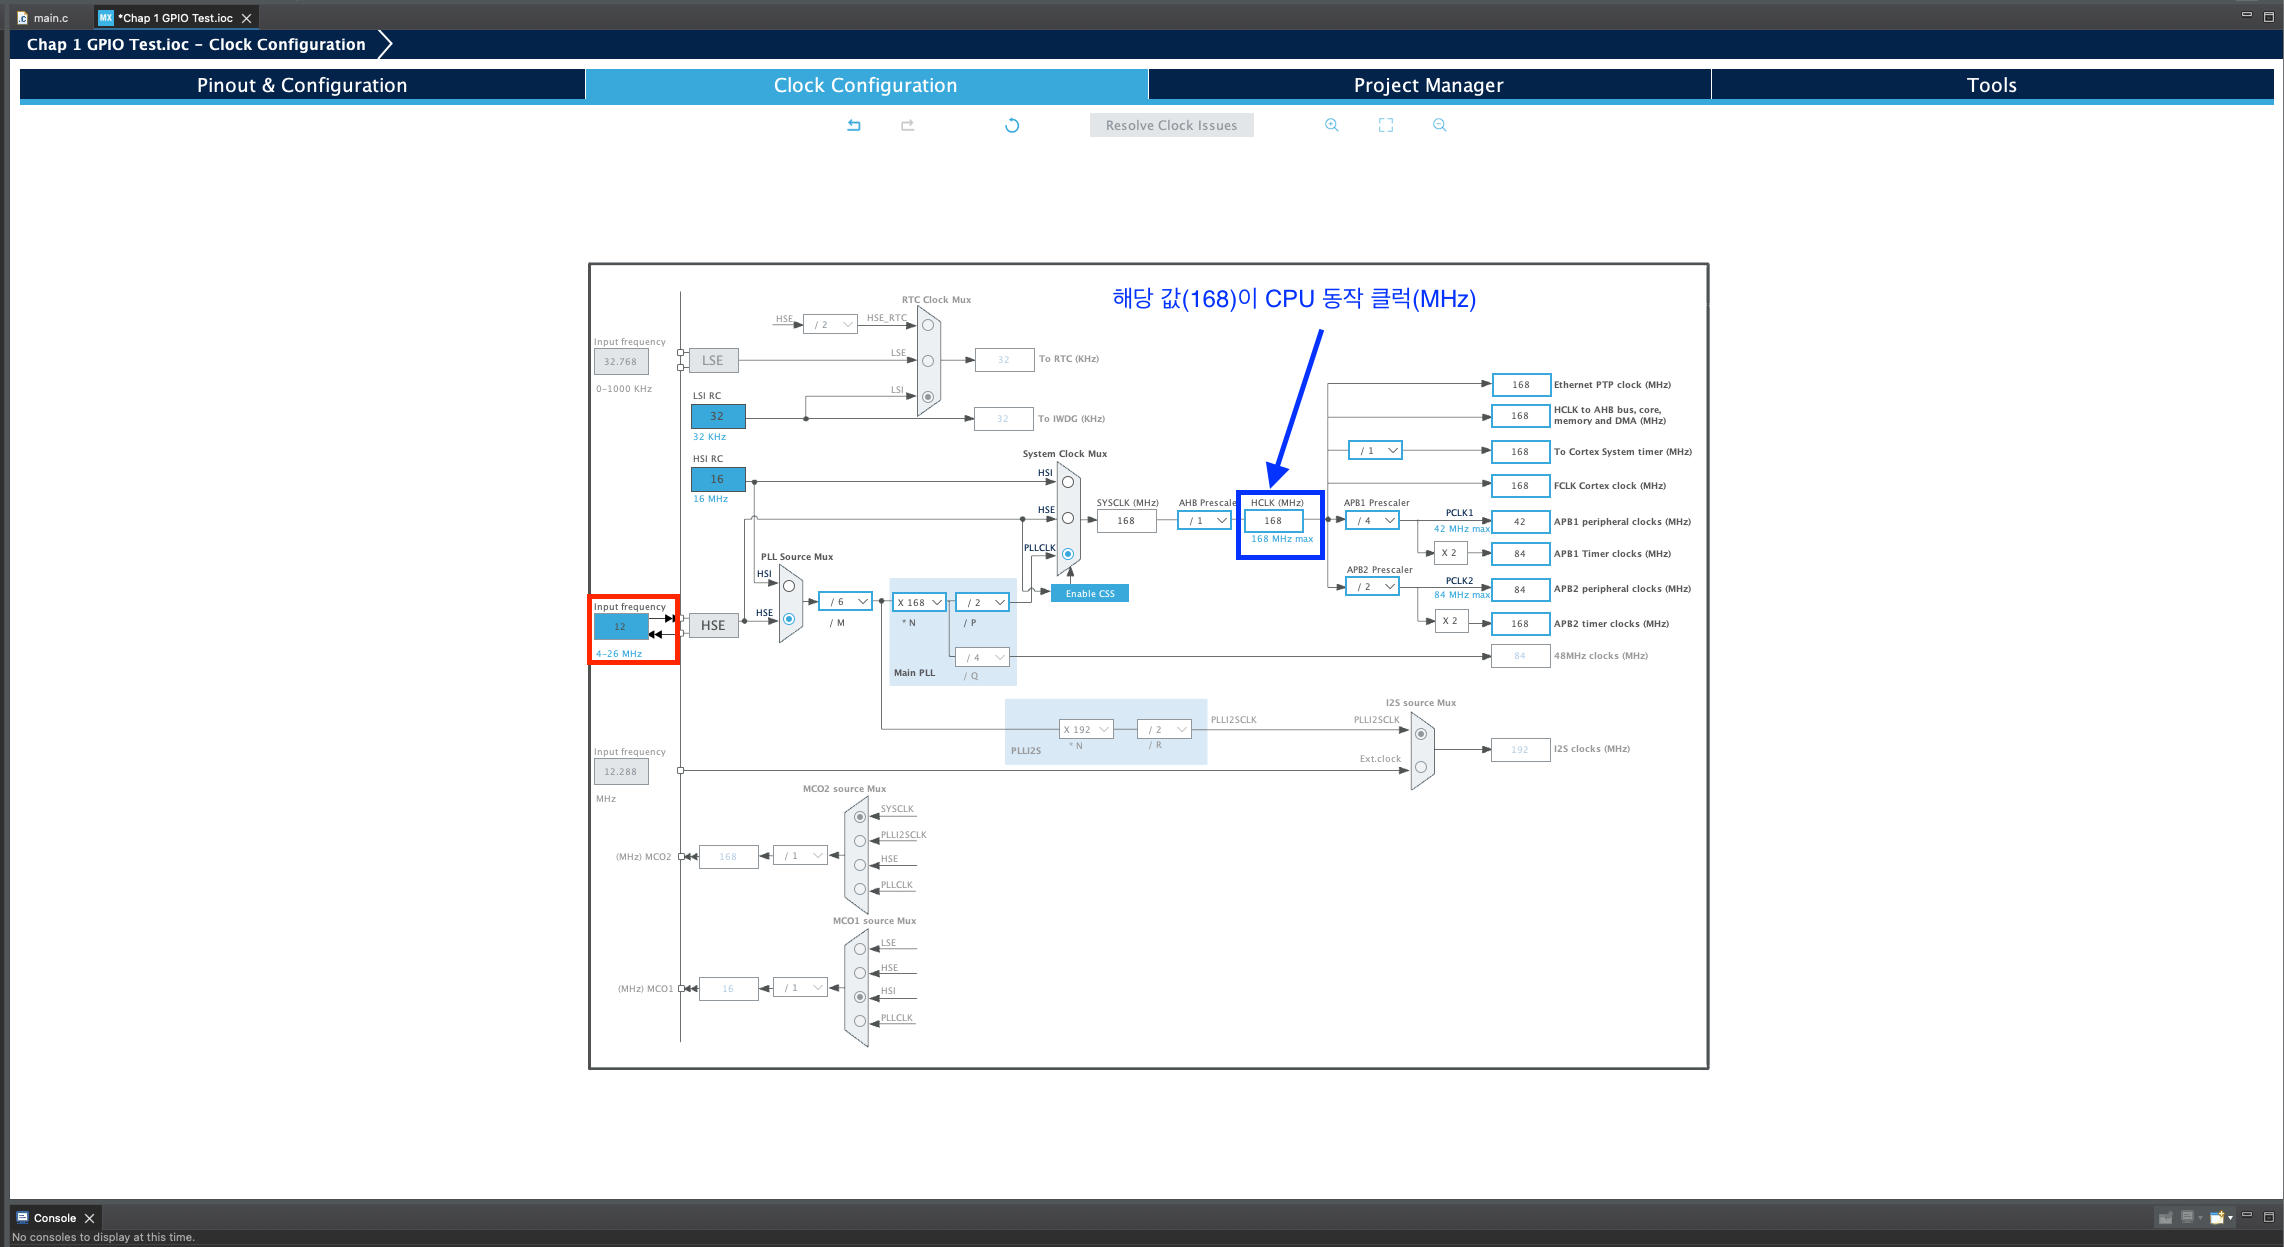 main.c
MX *Chap 1 GPIO Test.ioc
Chap 1 GPIO Test.ioc – Clock Configuration
Pinout & Configuration
Clock Configuration
Project Manager
Tools
Resolve Clock Issues
해당 값(168)이 CPU 동작 클럭(MHz)
RTC Clock Mux
HSE
/ 2
HSE_RTC
Input frequency
32.768
0-1000 KHz
LSE
LSE
32
To RTC (KHz)
LSI RC
32
32 KHz
LSI
32
To IWDG (KHz)
HSI RC
16
16 MHz
System Clock Mux
HSI
HSE
PLLCLK
SYSCLK (MHz)
168
AHB Prescale
/ 1
HCLK (MHz)
168
168 MHz max
Enable CSS
168
Ethernet PTP clock (MHz)
168
HCLK to AHB bus, core,
memory and DMA (MHz)
/ 1
168
To Cortex System timer (MHz)
168
FCLK Cortex clock (MHz)
APB1 Prescaler
/ 4
PCLK1
42 MHz max
42
APB1 peripheral clocks (MHz)
X 2
84
APB1 Timer clocks (MHz)
APB2 Prescaler
/ 2
PCLK2
84 MHz max
84
APB2 peripheral clocks (MHz)
X 2
168
APB2 timer clocks (MHz)
84
48MHz clocks (MHz)
PLL Source Mux
HSI
HSE
Input frequency
12
4-26 MHz
HSE
/ 6
/ M
X 168
* N
/ 2
/ P
/ 4
/ Q
Main PLL
X 192
* N
/ 2
/ R
PLLI2S
PLLI2SCLK
I2S source Mux
PLLI2SCLK
Ext.clock
192
I2S clocks (MHz)
Input frequency
12.288
MHz
MCO2 source Mux
SYSCLK
PLLI2SCLK
HSE
PLLCLK
(MHz) MCO2
168
/ 1
MCO1 source Mux
LSE
HSE
HSI
PLLCLK
(MHz) MCO1
16
/ 1
Console
No consoles to display at this time.